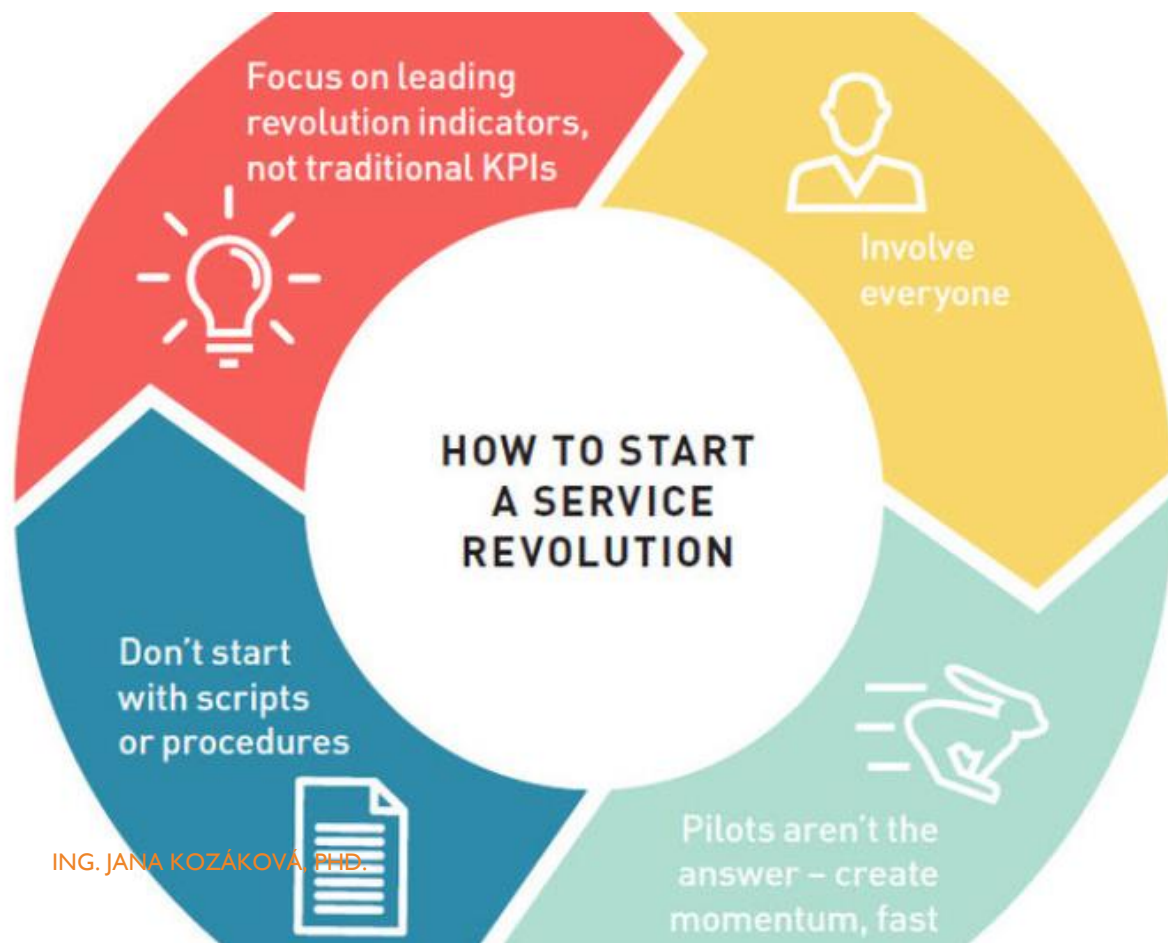 Focus on leading
revolution indicators,
not traditional KPIs
Involve
everyone
HOW TO START
A SERVICE
REVOLUTION
Don't start
with scripts
or procedures
Pilots aren't the
answer – create
momentum, fast
ING. JANA KOZÁKOVÁ, PHD.